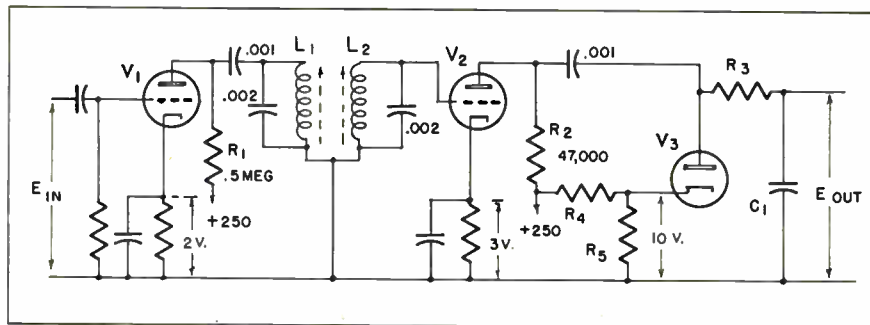 .001
L1
L2
V2
.001
R3
V1
.002
.002
R2
47,000
V3
R1
.5 MEG
E IN
+250
R4
C1
E OUT
+250
2 V.
3 V.
R5
10 V.